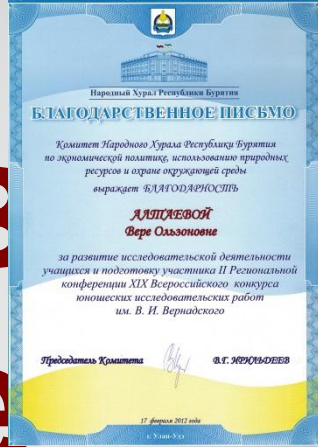 Народный Хурал Республики Бурятия
БЛАГОДАРСТВЕННОЕ ПИСЬМО
Комитет Народного Хурала Республики Бурятия
по экономической политике, использованию природных
ресурсов и охране окружающей среды
выражает БЛАГОДАРНОСТЬ
АЛТАЕВОЙ
Вере Ользоновне
за развитие исследовательской деятельности
учащихся и подготовку участника II Региональной
конференции XIX Всероссийского конкурса
юношеских исследовательских работ
им. В. И. Вернадского
Председатель Комитета В.Г. ИРИЛЬДЕЕВ
17 февраля 2012 года
г. Улан-Удэ